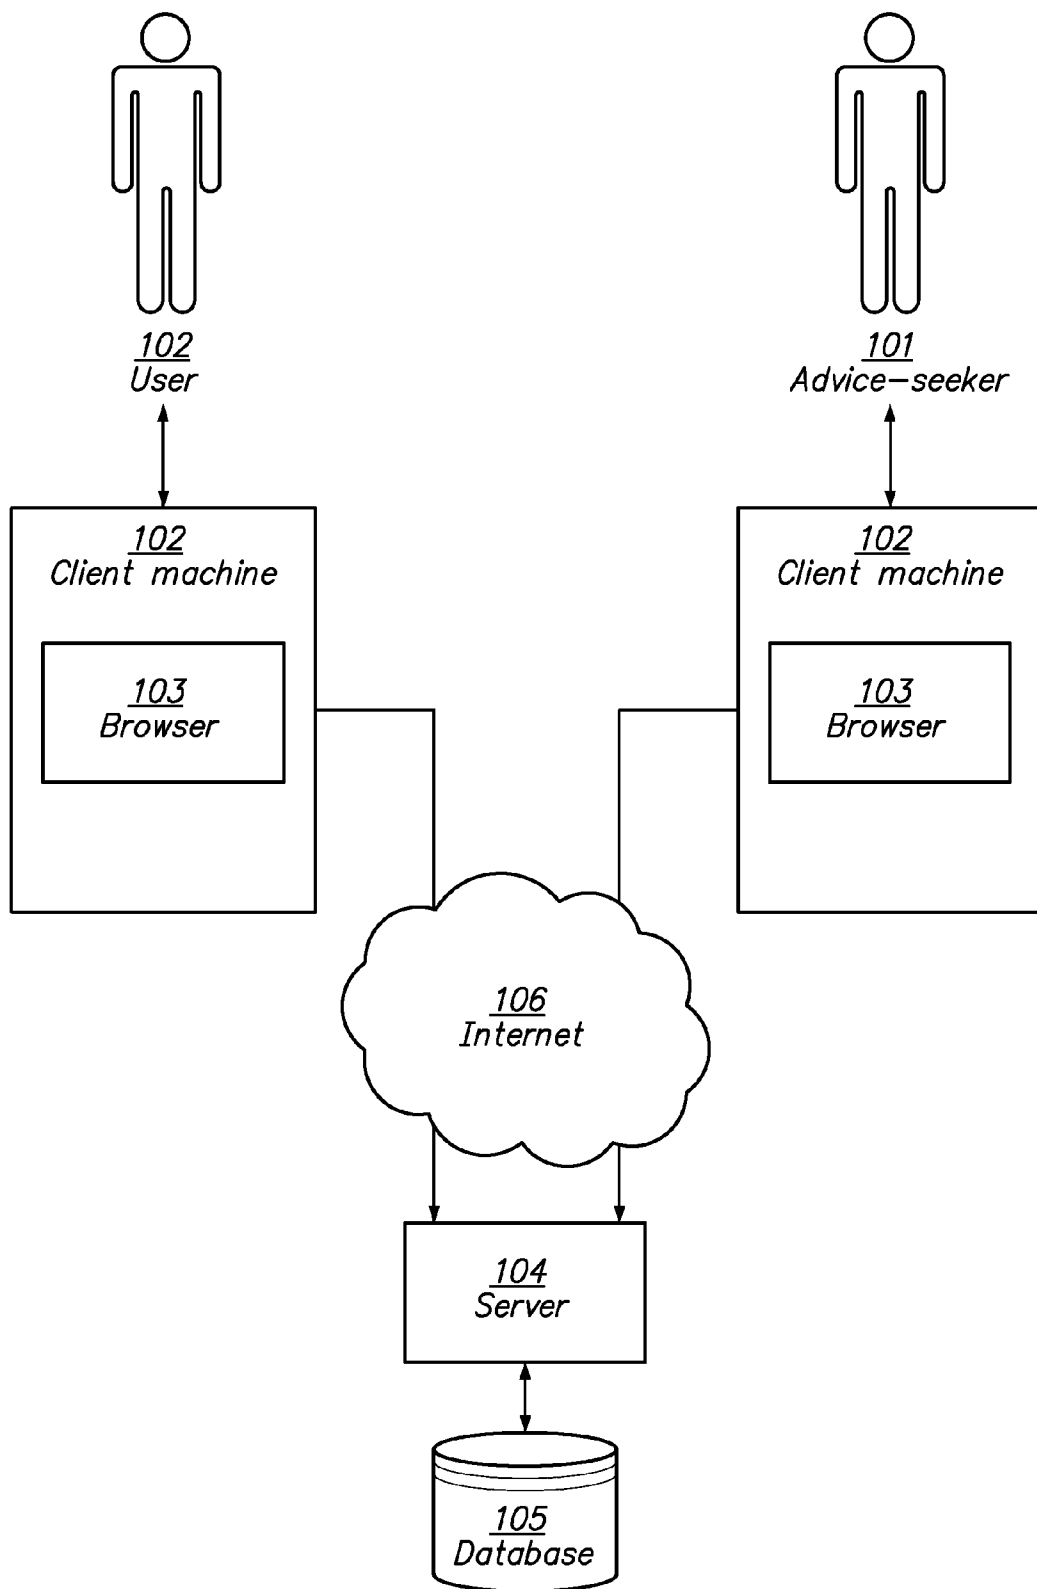 102
User
101
Advice-seeker
102
Client machine
102
Client machine
103
Browser
103
Browser
106
Internet
104
Server
105
Database